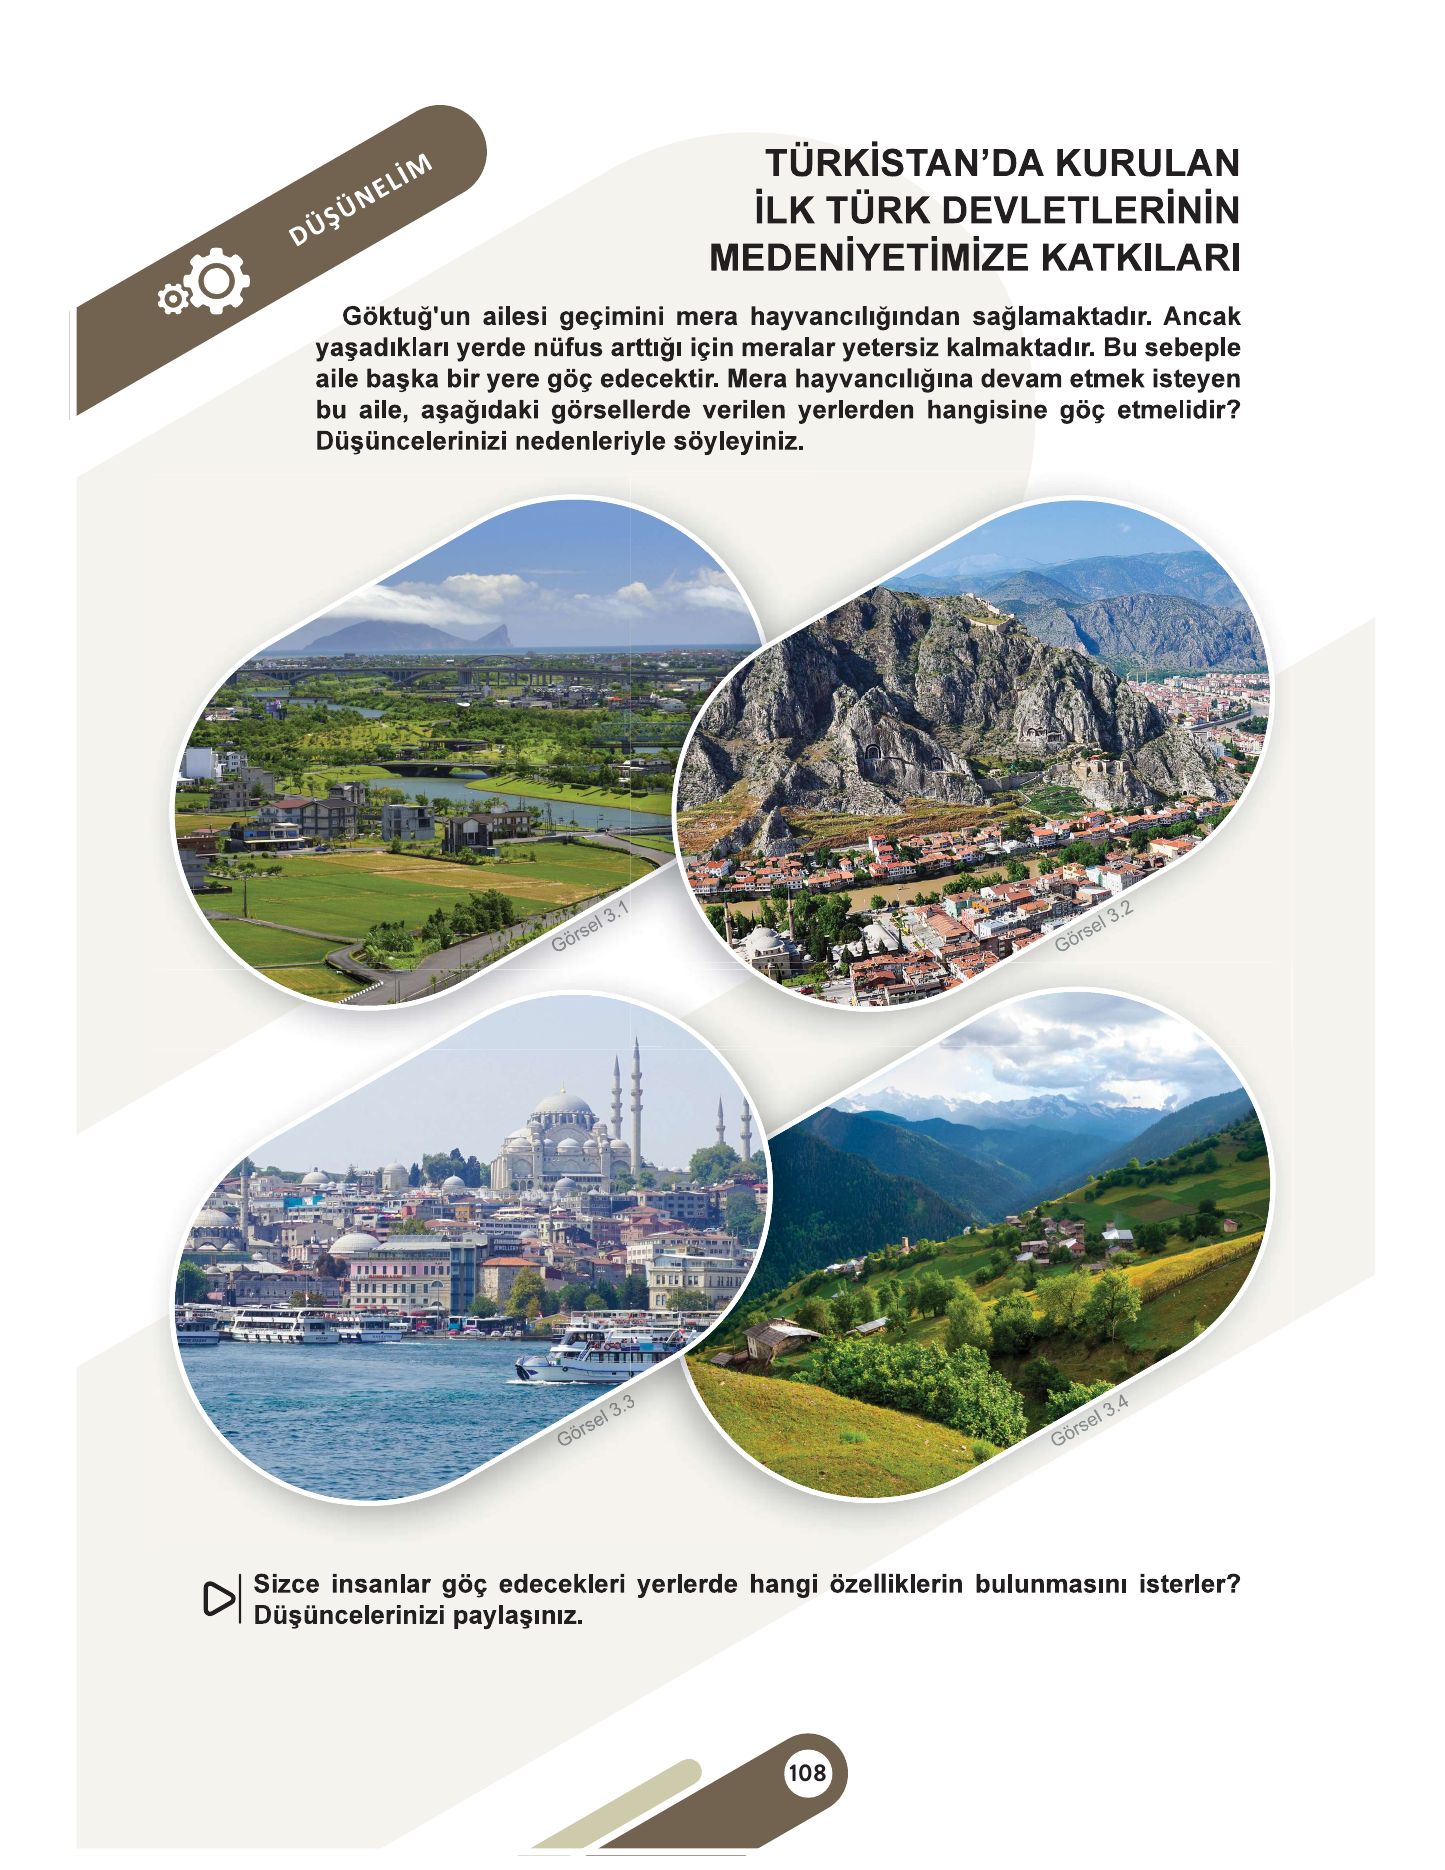 DÜŞÜNELİM
TÜRKİSTAN’DA KURULAN
İLK TÜRK DEVLETLERİNİN
MEDENİYETİMİZE KATKILARI
Göktuğ'un ailesi geçimini mera hayvancılığından sağlamaktadır. Ancak
yaşadıkları yerde nüfus arttığı için meralar yetersiz kalmaktadır. Bu sebeple
aile başka bir yere göç edecektir. Mera hayvancılığına devam etmek isteyen
bu aile, aşağıdaki görsellerde verilen yerlerden hangisine göç etmelidir?
Düşüncelerinizi nedenleriyle söyleyiniz.
Görsel 3.1
Görsel 3.2
Görsel 3.3
Görsel 3.4
Sizce insanlar göç edecekleri yerlerde hangi özelliklerin bulunmasını isterler?
Düşüncelerinizi paylaşınız.
108